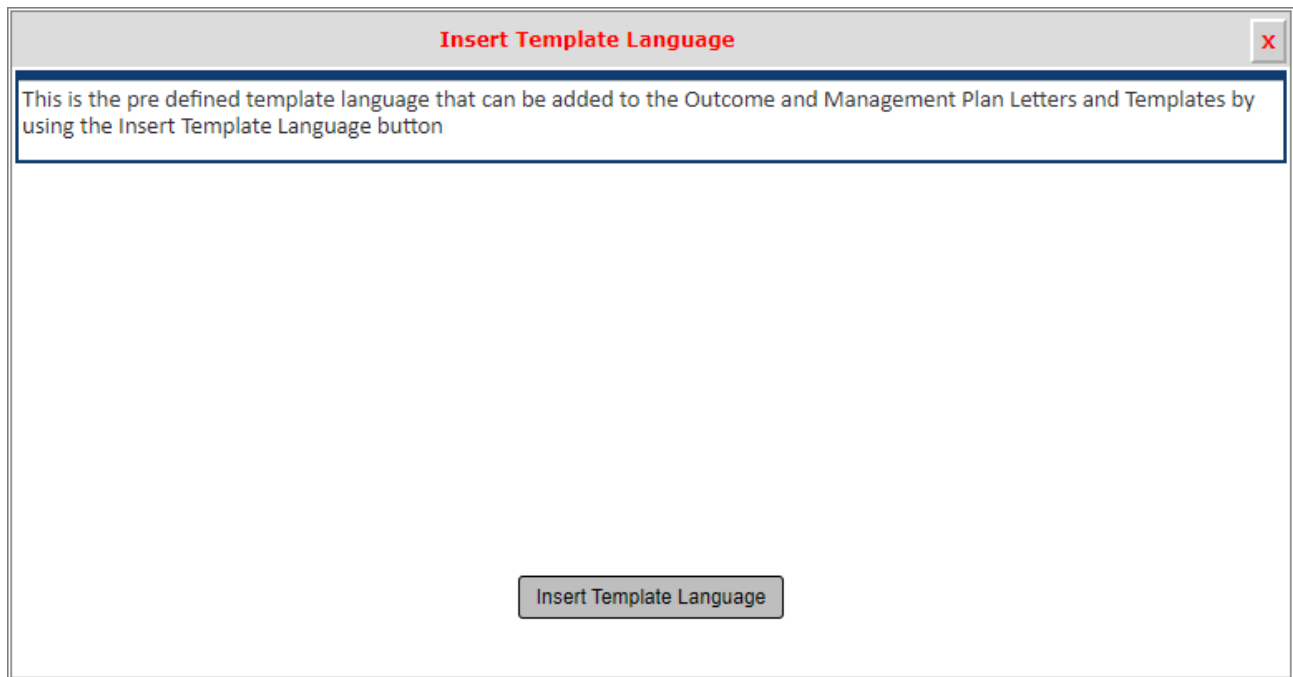 Insert Template Language
x
This is the pre defined template language that can be added to the Outcome and Management Plan Letters and Templates by
using the Insert Template Language button
Insert Template Language